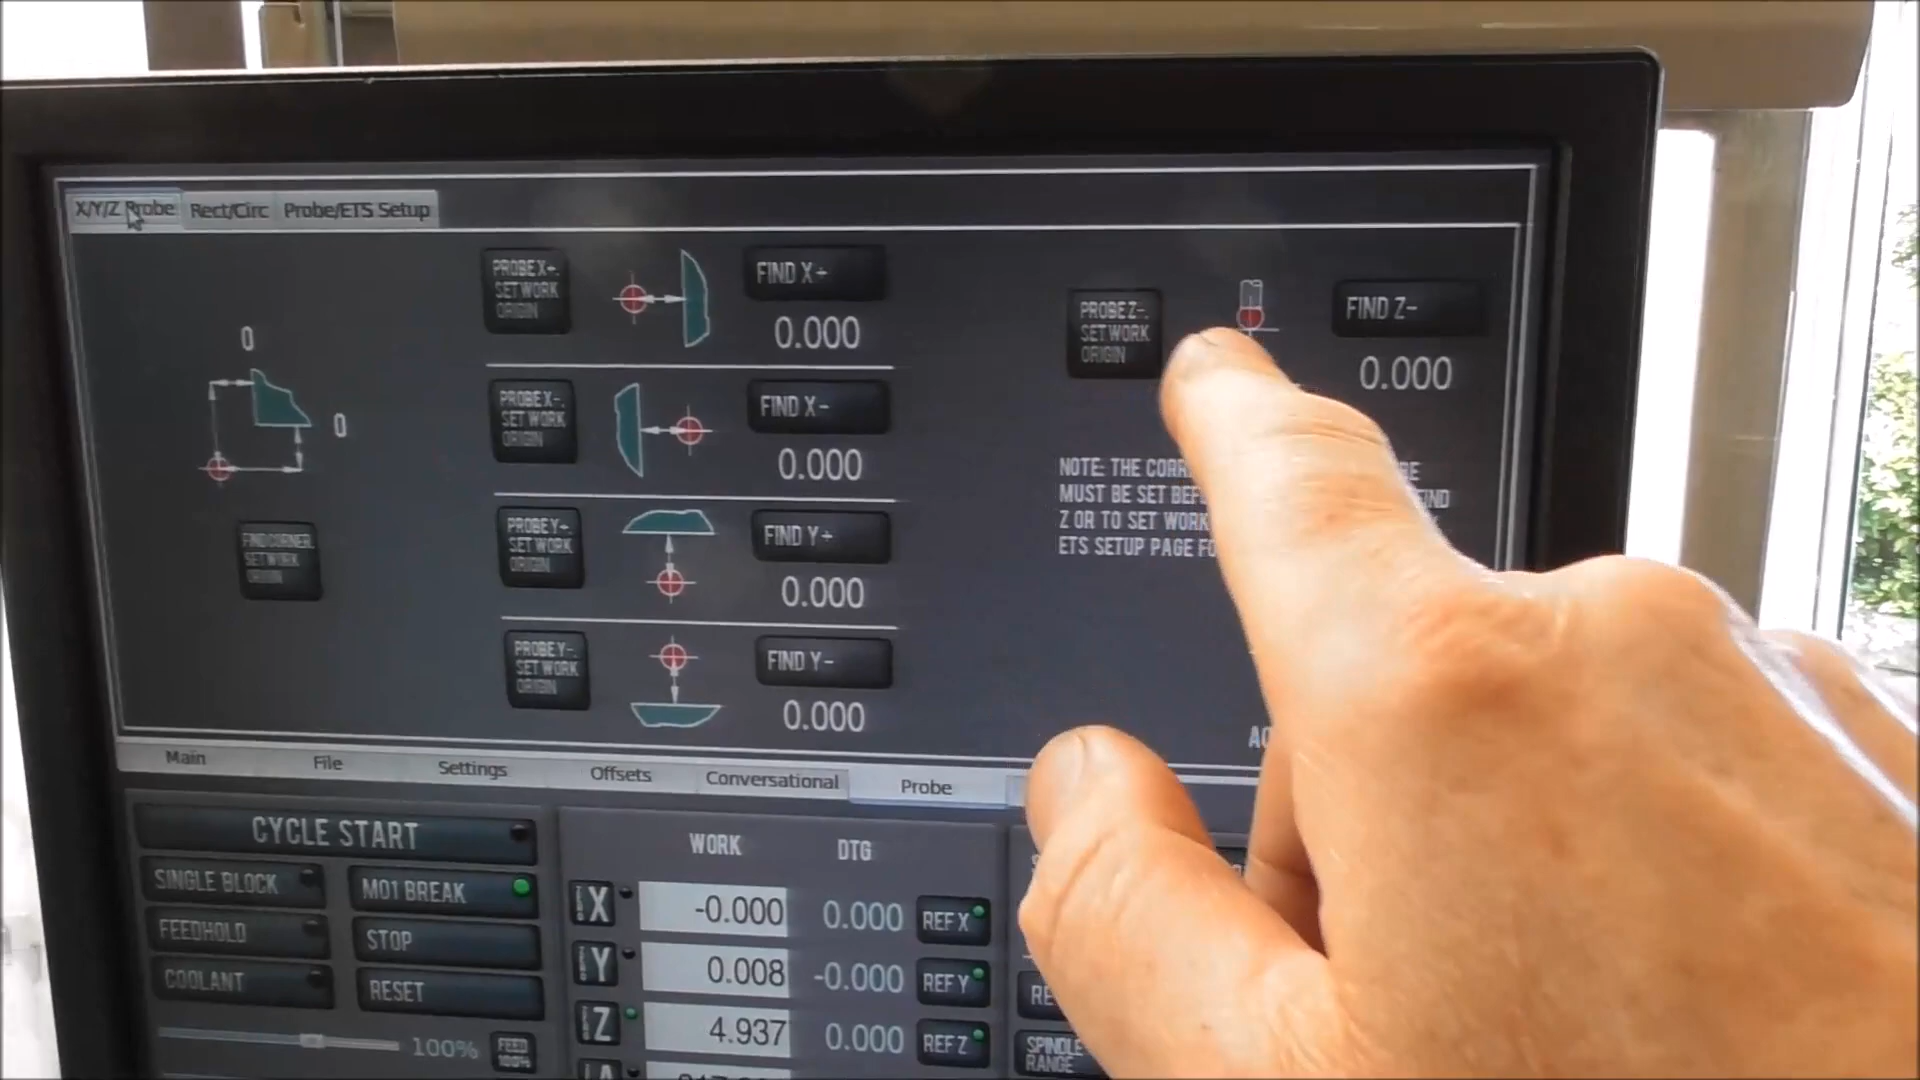 X/Y/Z Probe
Rect/Circ
Probe/ETS Setup
0
0
FIND CORNER.
SET WORK
ORIGIN
PROBE X+.
SET WORK
ORIGIN
FIND X+
0.000
PROBE X-.
SET WORK
ORIGIN
FIND X-
0.000
PROBE Y+.
SET WORK
ORIGIN
FIND Y+
0.000
PROBE Y-.
SET WORK
ORIGIN
FIND Y-
0.000
PROBE Z-.
SET WORK
ORIGIN
FIND Z-
0.000
NOTE: THE
MUST BE SET
Z OR TO SET WORK
ETS SETUP PAGE
Main
File
Settings
Offsets
Conversational
Probe
CYCLE START
SINGLE BLOCK
M01 BREAK
FEEDHOLD
STOP
COOLANT
RESET
100%
FEED
100%
WORK
DTG
ZERO X
-0.000
0.000
REF X
ZERO Y
0.008
-0.000
REF Y
ZERO Z
4.937
0.000
REF Z
SPINDLE
RANGE